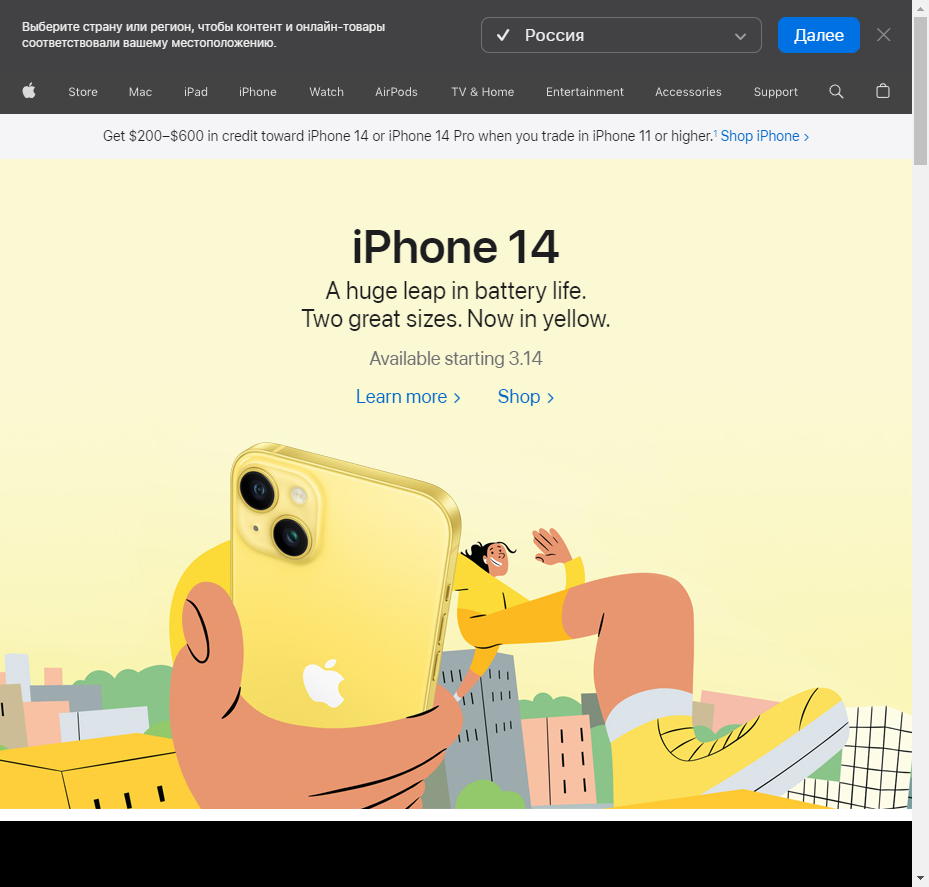 Выберите страну или регион, чтобы контент и онлайн-товары
соответствовали вашему местоположению.
Россия
Далее
Store Mac iPad iPhone Watch AirPods TV & Home Entertainment Accessories Support
Get $200–$600 in credit toward iPhone 14 or iPhone 14 Pro when you trade in iPhone 11 or higher.¹ Shop iPhone >
iPhone 14
A huge leap in battery life.
Two great sizes. Now in yellow.
Available starting 3.14
Learn more > Shop >